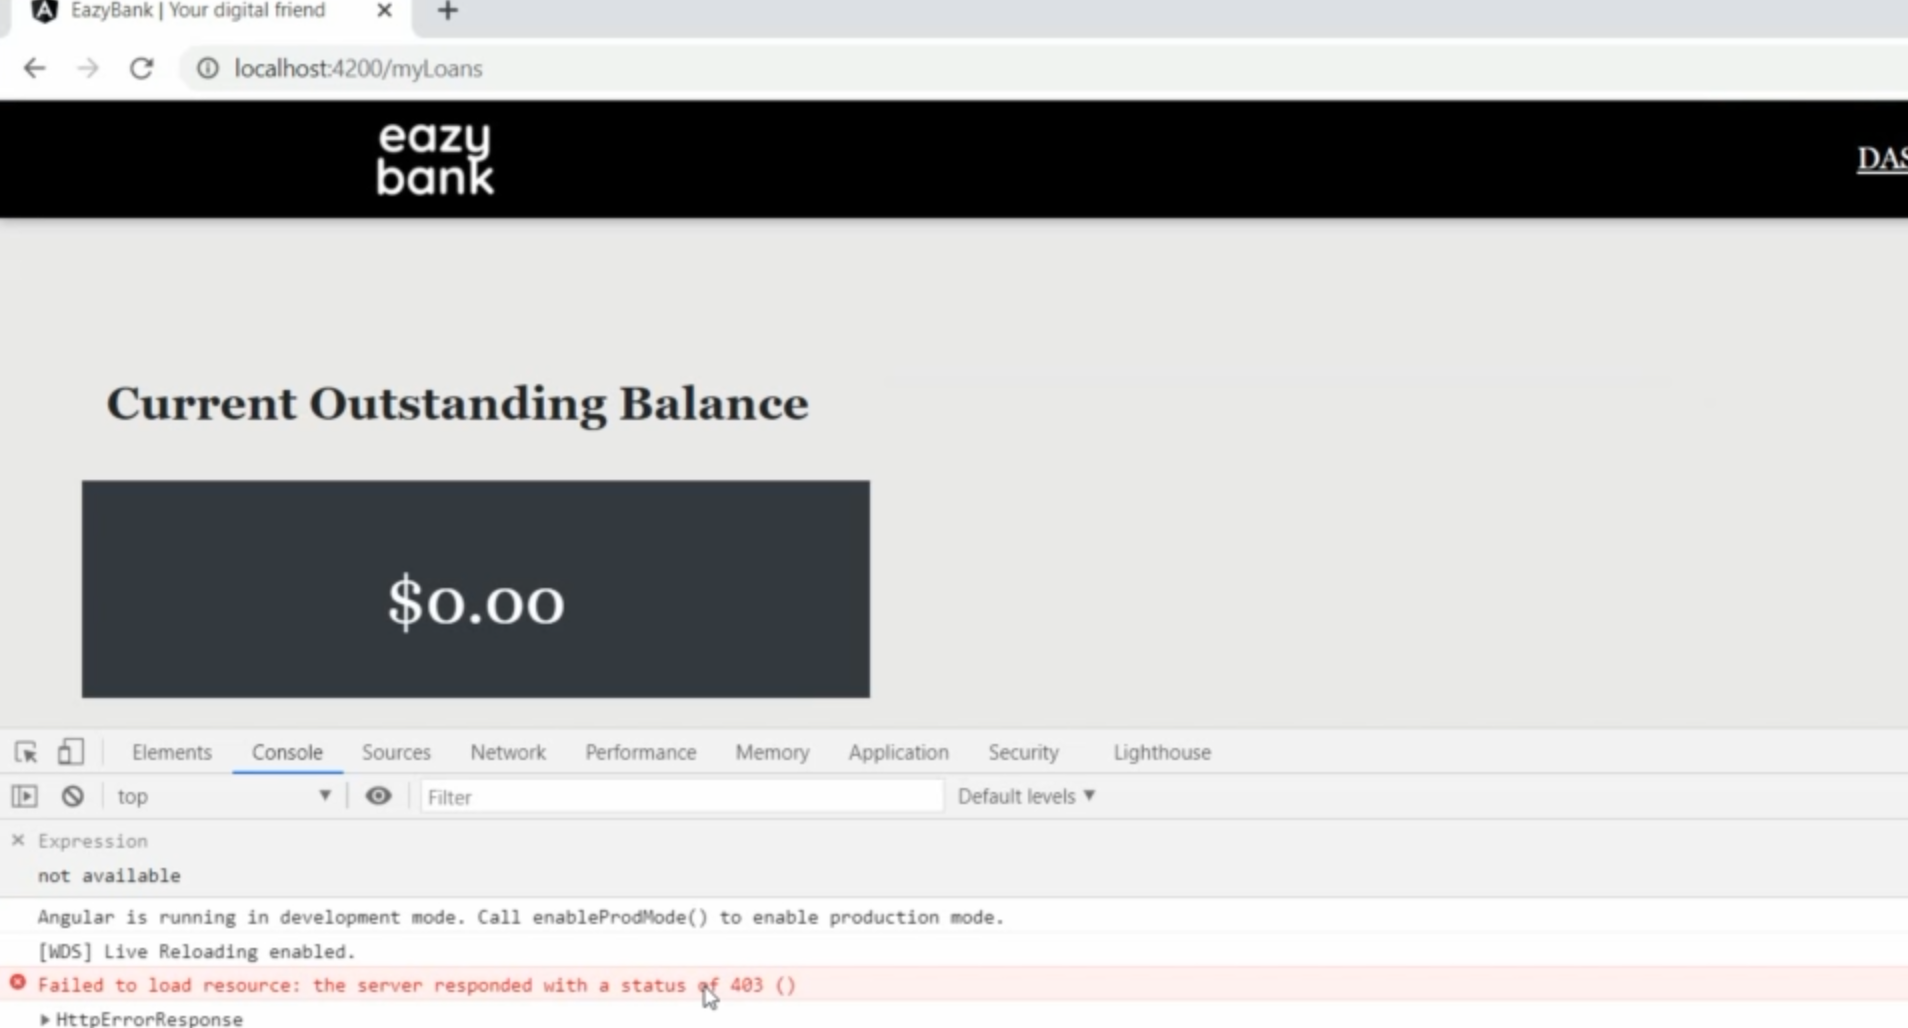 EazyBank | Your digital friend
localhost:4200/myLoans
eazy
bank
DAS
Current Outstanding Balance
$0.00
Elements Console Sources Network Performance Memory Application Security Lighthouse
top Filter Default levels
Expression
not available
Angular is running in development mode. Call enableProdMode() to enable production mode.
[WDS] Live Reloading enabled.
Failed to load resource: the server responded with a status of 403 ()
HttpErrorResponse